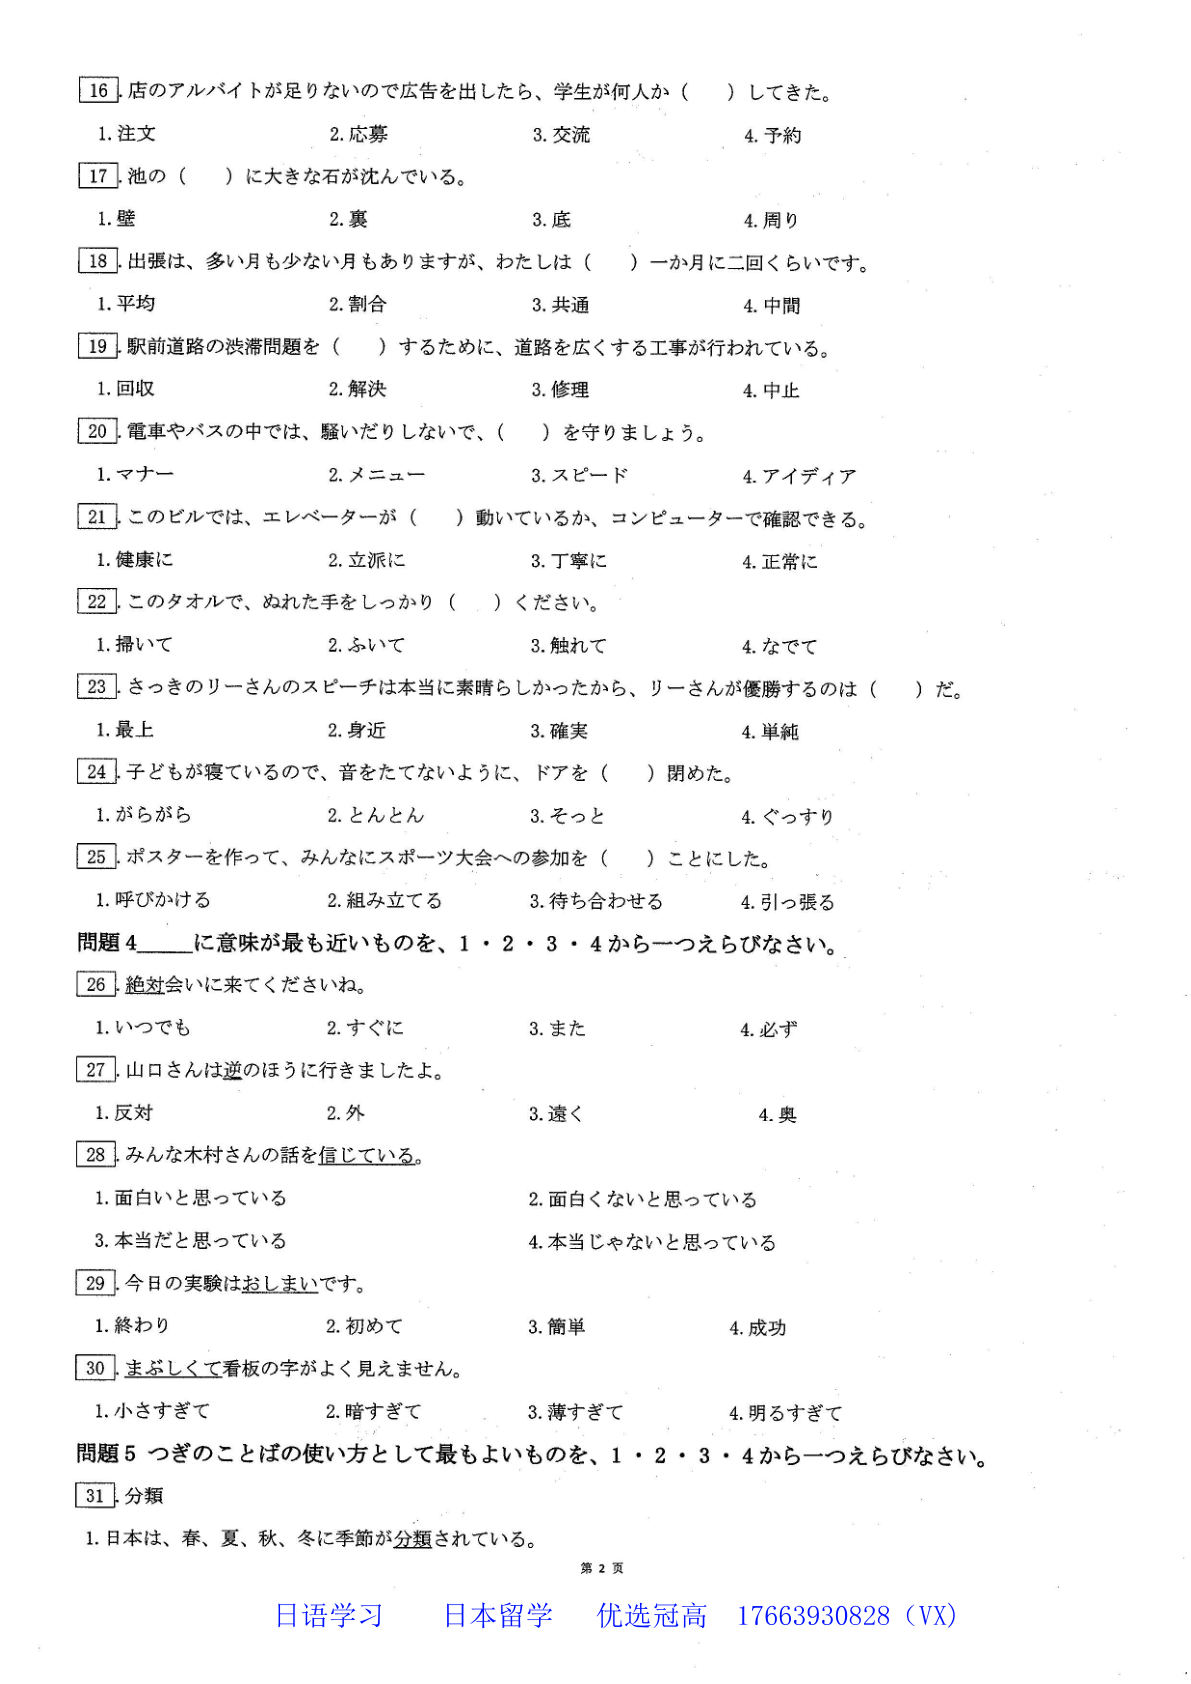 16.店のアルバイトが足りないので広告を出したら、学生が何人か（　　）してきた。
1.注文　2.応募　3.交流　4.予約
17.池の（　　）に大きな石が沈んでいる。
1.壁　2.裏　3.底　4.周り
18.出張は、多い月も少ない月もありますが、わたしは（　　）一か月に二回くらいです。
1.平均　2.割合　3.共通　4.中間
19.駅前道路の渋滞問題を（　　）するために、道路を広くする工事が行われている。
1.回収　2.解決　3.修理　4.中止
20.電車やバスの中では、騒いだりしないで、（　　）を守りましょう。
1.マナー　2.メニュー　3.スピード　4.アイディア
21.このビルでは、エレベーターが（　　）動いているか、コンピューターで確認できる。
1.健康に　2.立派に　3.丁寧に　4.正常に
22.このタオルで、ぬれた手をしっかり（　　）ください。
1.掃いて　2.ふいて　3.触れて　4.なでて
23.さっきのリーさんのスピーチは本当に素晴らしかったから、リーさんが優勝するのは（　　）だ。
1.最上　2.身近　3.確実　4.単純
24.子どもが寝ているので、音をたてないように、ドアを（　　）閉めた。
1.がらがら　2.とんとん　3.そっと　4.ぐっすり
25.ポスターを作って、みんなにスポーツ大会への参加を（　　）ことにした。
1.呼びかける　2.組み立てる　3.待ち合わせる　4.引っ張る
問題4_____に意味が最も近いものを、1・2・3・4から一つえらびなさい。
26.絶対会いに来てくださいね。
1.いつでも　2.すぐに　3.また　4.必ず
27.山口さんは逆のほうに行きましたよ。
1.反対　2.外　3.遠く　4.奥
28.みんな木村さんの話を信じている。
1.面白いと思っている　2.面白くないと思っている
3.本当だと思っている　4.本当じゃないと思っている
29.今日の実験はおしまいです。
1.終わり　2.初めて　3.簡単　4.成功
30.まぶしくて看板の字がよく見えません。
1.小さすぎて　2.暗すぎて　3.薄すぎて　4.明るすぎて
問題5 つぎのことばの使い方として最もよいものを、1・2・3・4から一つえらびなさい。
31.分類
1.日本は、春、夏、秋、冬に季節が分類されている。
第 2 页
日语学习　日本留学　优选冠高　17663930828（VX）